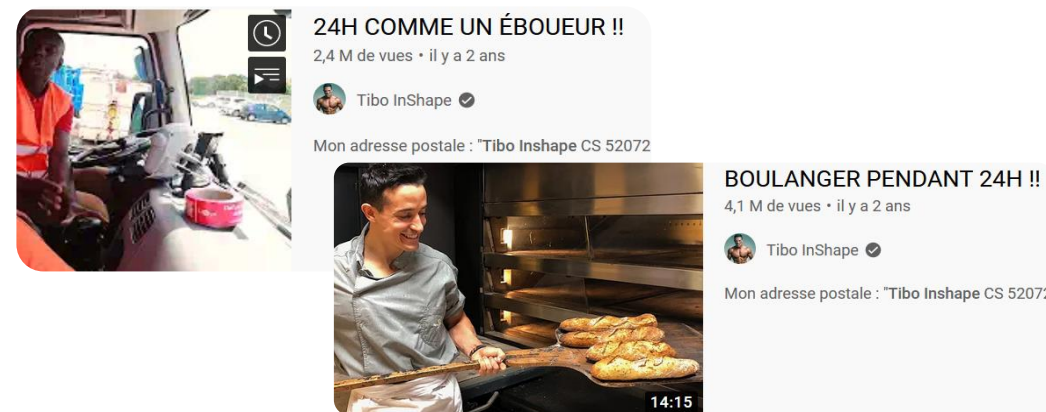 24H COMME UN ÉBOUEUR !!
2,4 M de vues • il y a 2 ans
Tibo InShape
Mon adresse postale : "Tibo Inshape CS 52072
BOULANGER PENDANT 24H !!
4,1 M de vues • il y a 2 ans
Tibo InShape
Mon adresse postale : "Tibo Inshape CS 52072
14:15